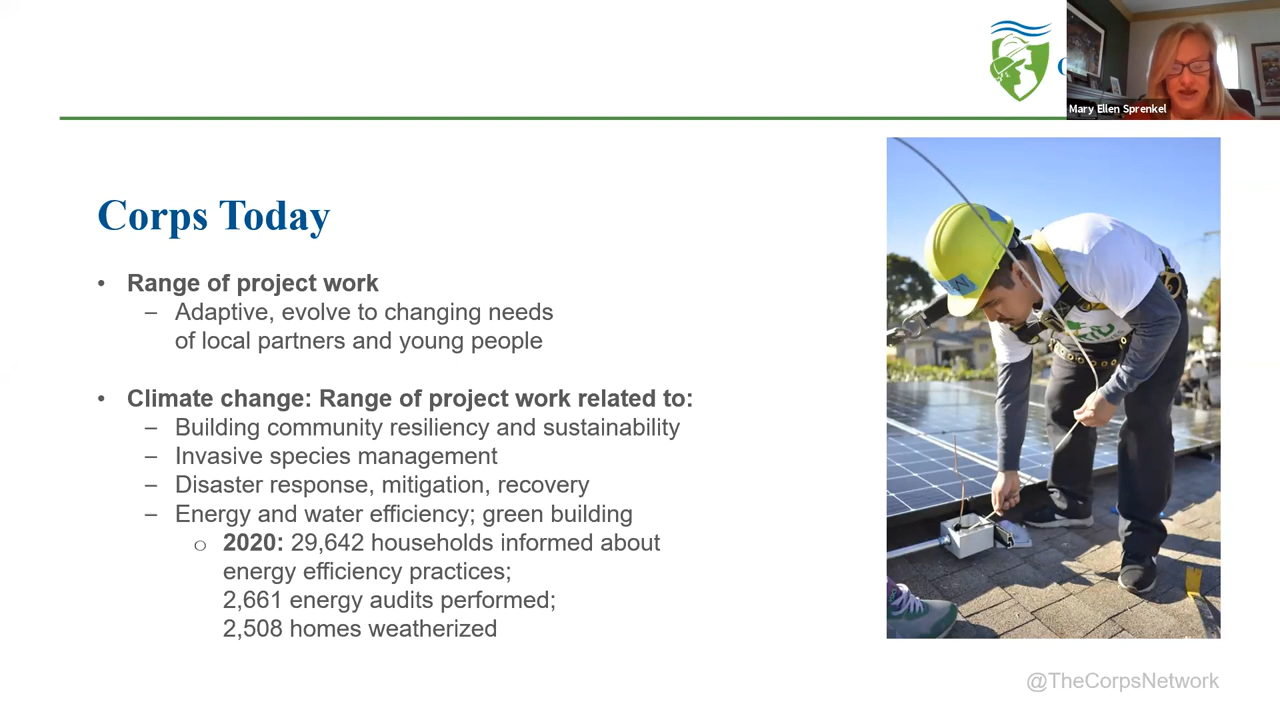 Mary Ellen Sprenkel
Corps Today
• Range of project work
– Adaptive, evolve to changing needs
of local partners and young people
• Climate change: Range of project work related to:
– Building community resiliency and sustainability
– Invasive species management
– Disaster response, mitigation, recovery
– Energy and water efficiency; green building
○ 2020: 29,642 households informed about
energy efficiency practices;
2,661 energy audits performed;
2,508 homes weatherized
@TheCorpsNetwork